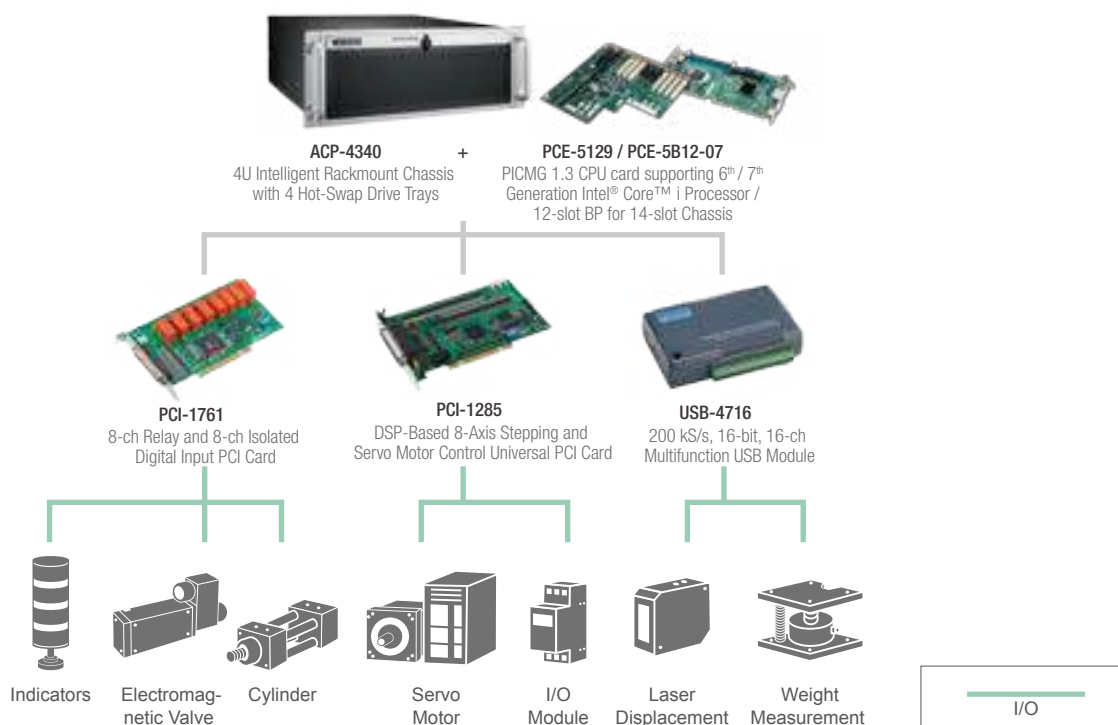 ACP-4340
4U Intelligent Rackmount Chassis
with 4 Hot-Swap Drive Trays
+
PCE-5129 / PCE-5B12-07
PICMG 1.3 CPU card supporting 6th / 7th
Generation Intel® Core™ i Processor /
12-slot BP for 14-slot Chassis
PCI-1761
8-ch Relay and 8-ch Isolated
Digital Input PCI Card
PCI-1285
DSP-Based 8-Axis Stepping and
Servo Motor Control Universal PCI Card
USB-4716
200 kS/s, 16-bit, 16-ch
Multifunction USB Module
Indicators
Electromag-
netic Valve
Cylinder
Servo
Motor
I/O
Module
Laser
Displacement
Weight
Measurement
I/O